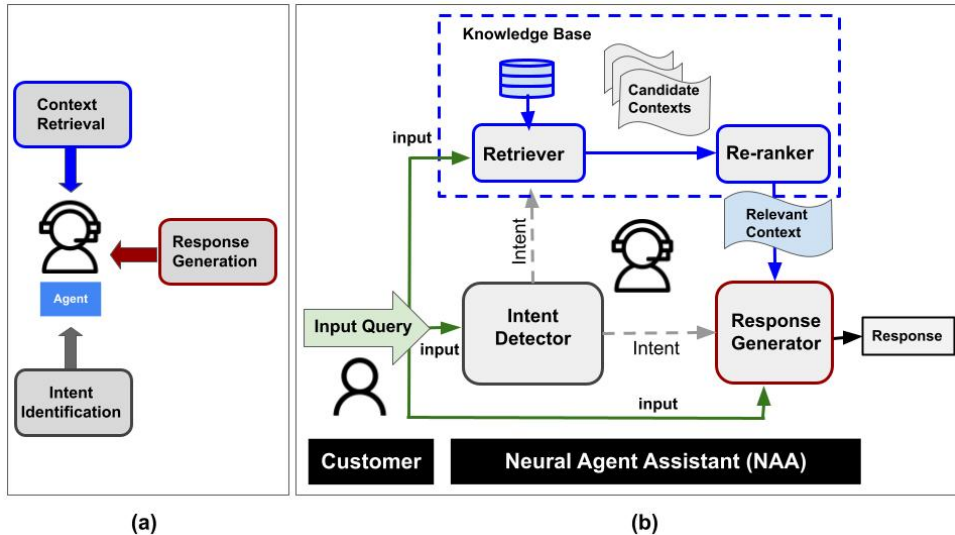 Context
Retrieval
Response
Generation
Agent
Intent
Identification
(a)
Knowledge Base
Candidate
Contexts
input
Retriever
Re-ranker
Relevant
Context
Intent
Input Query
input
Intent
Detector
Intent
Response
Generator
Response
input
Customer
Neural Agent Assistant (NAA)
(b)